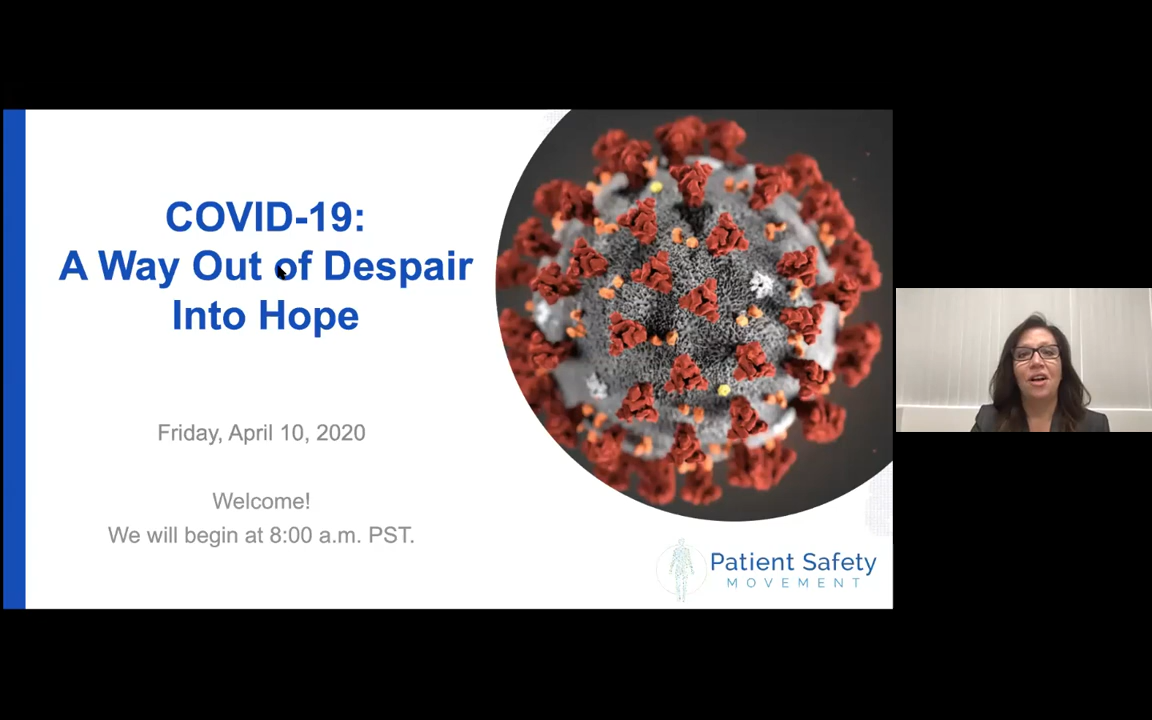 COVID-19:
A Way Out of Despair
Into Hope
Friday, April 10, 2020
Welcome!
We will begin at 8:00 a.m. PST.
Patient Safety
MOVEMENT